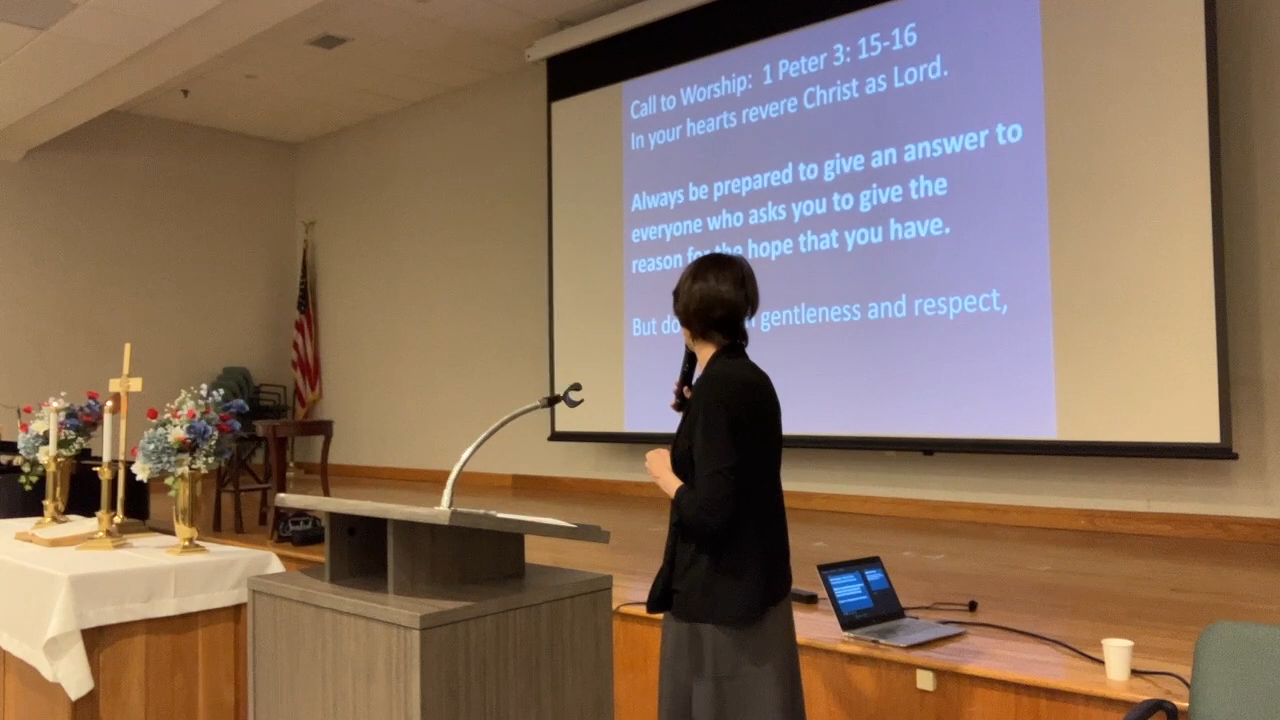 Call to Worship: 1 Peter 3: 15-16
In your hearts revere Christ as Lord.
Always be prepared to give an answer to
everyone who asks you to give the
reason for the hope that you have.
But do gentleness and respect,